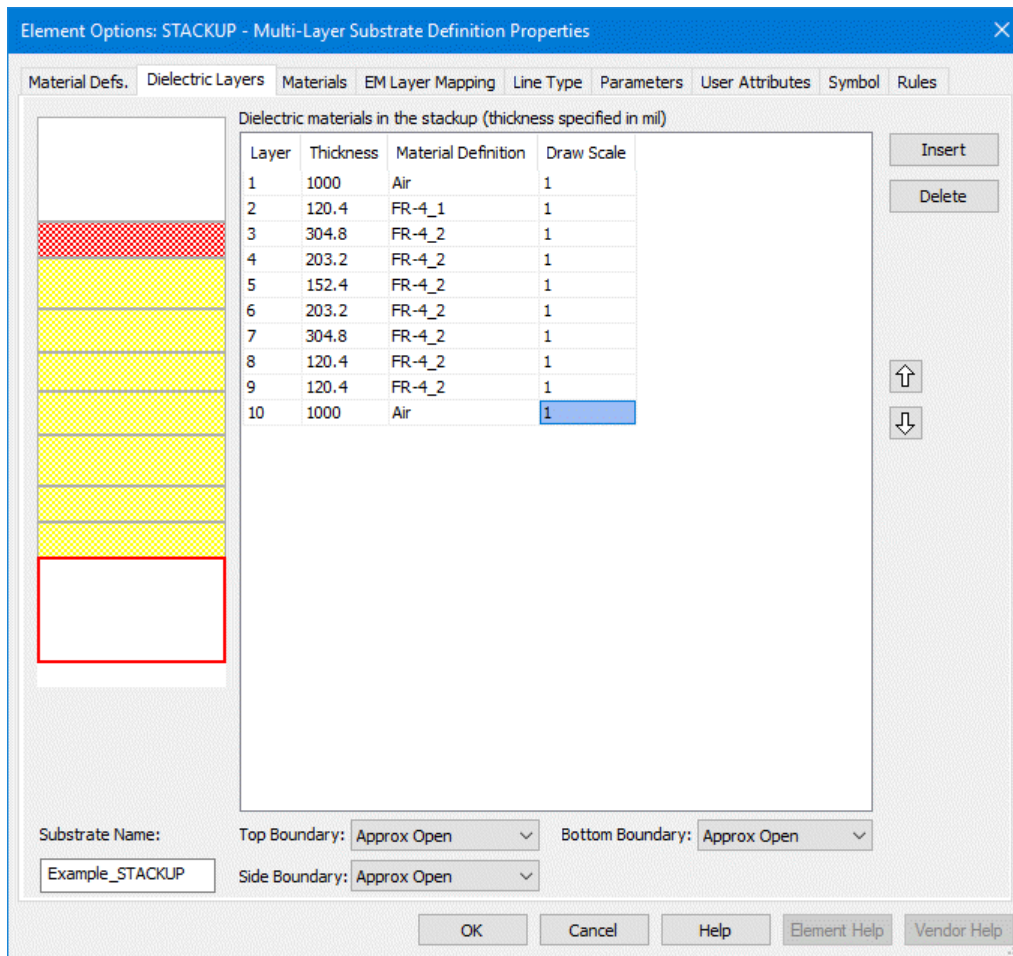 Element Options: STACKUP - Multi-Layer Substrate Definition Properties
Material Defs. Dielectric Layers Materials EM Layer Mapping Line Type Parameters User Attributes Symbol Rules
Dielectric materials in the stackup (thickness specified in mil)
Layer Thickness Material Definition Draw Scale
1 1000 Air 1
2 120.4 FR-4_1 1
3 304.8 FR-4_2 1
4 203.2 FR-4_2 1
5 152.4 FR-4_2 1
6 203.2 FR-4_2 1
7 304.8 FR-4_2 1
8 120.4 FR-4_2 1
9 120.4 FR-4_2 1
10 1000 Air 1
Insert
Delete
Substrate Name: Top Boundary: Approx Open Bottom Boundary: Approx Open
Example_STACKUP Side Boundary: Approx Open
OK Cancel Help Element Help Vendor Help